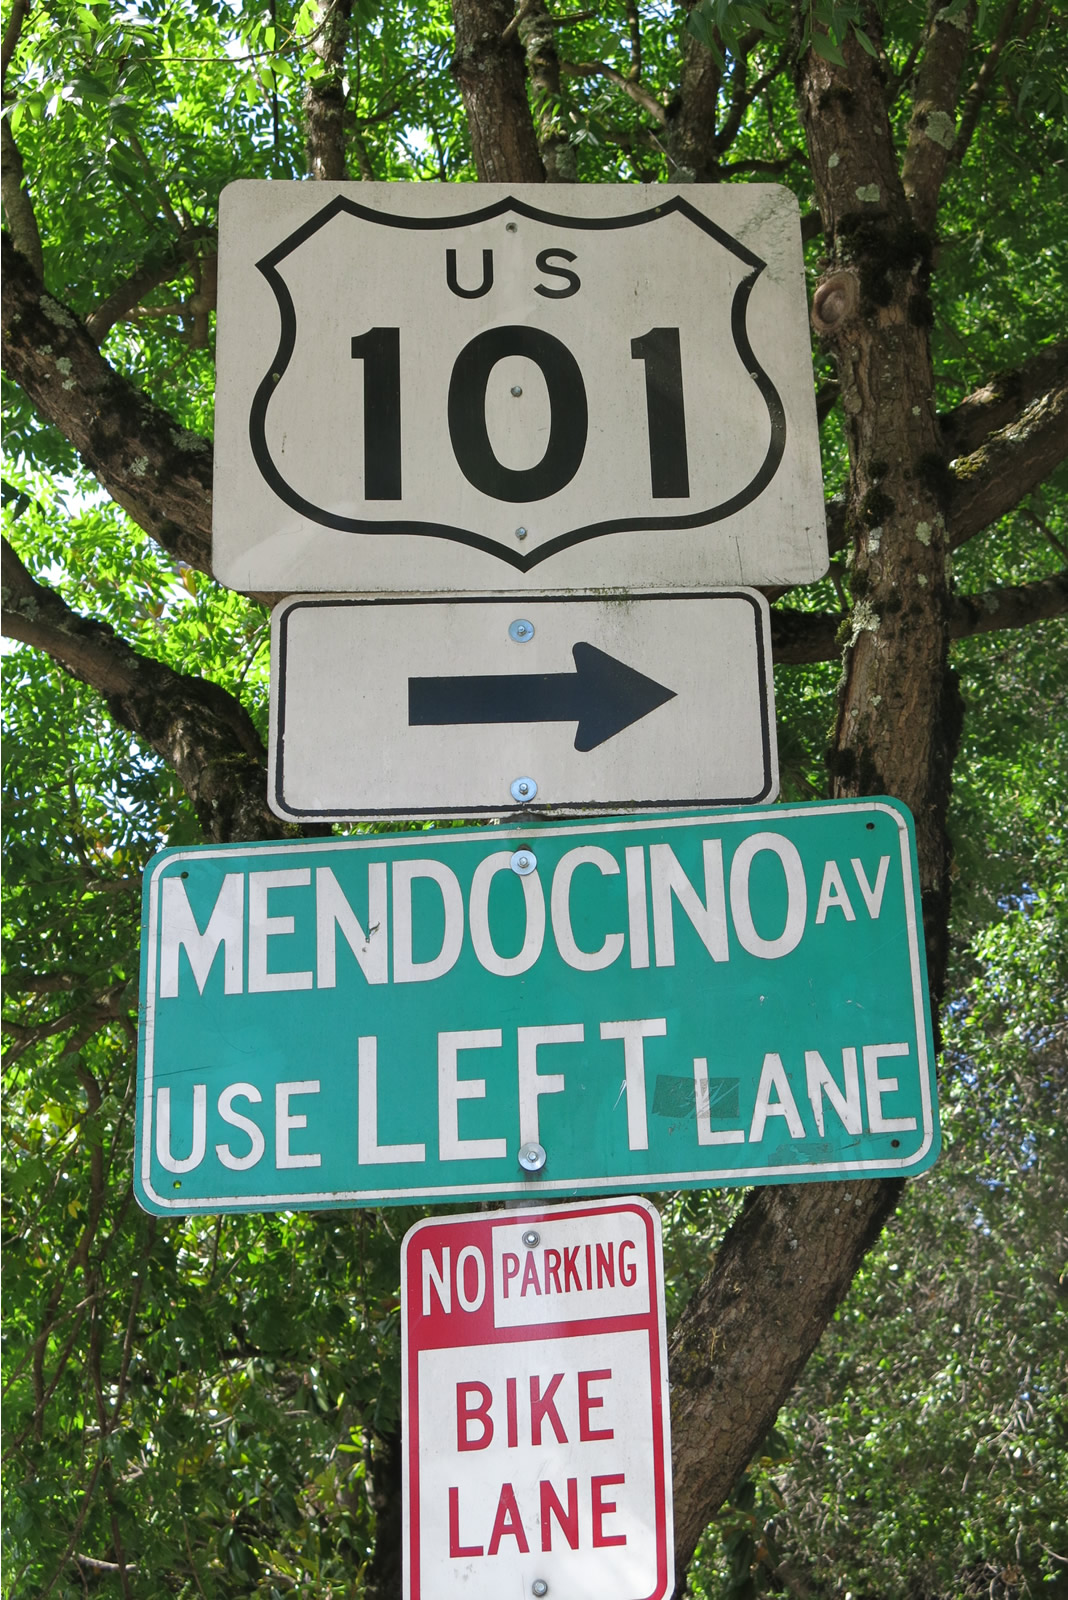 US
101
MENDOCINO AV
USE LEFT LANE
NO PARKING
BIKE
LANE